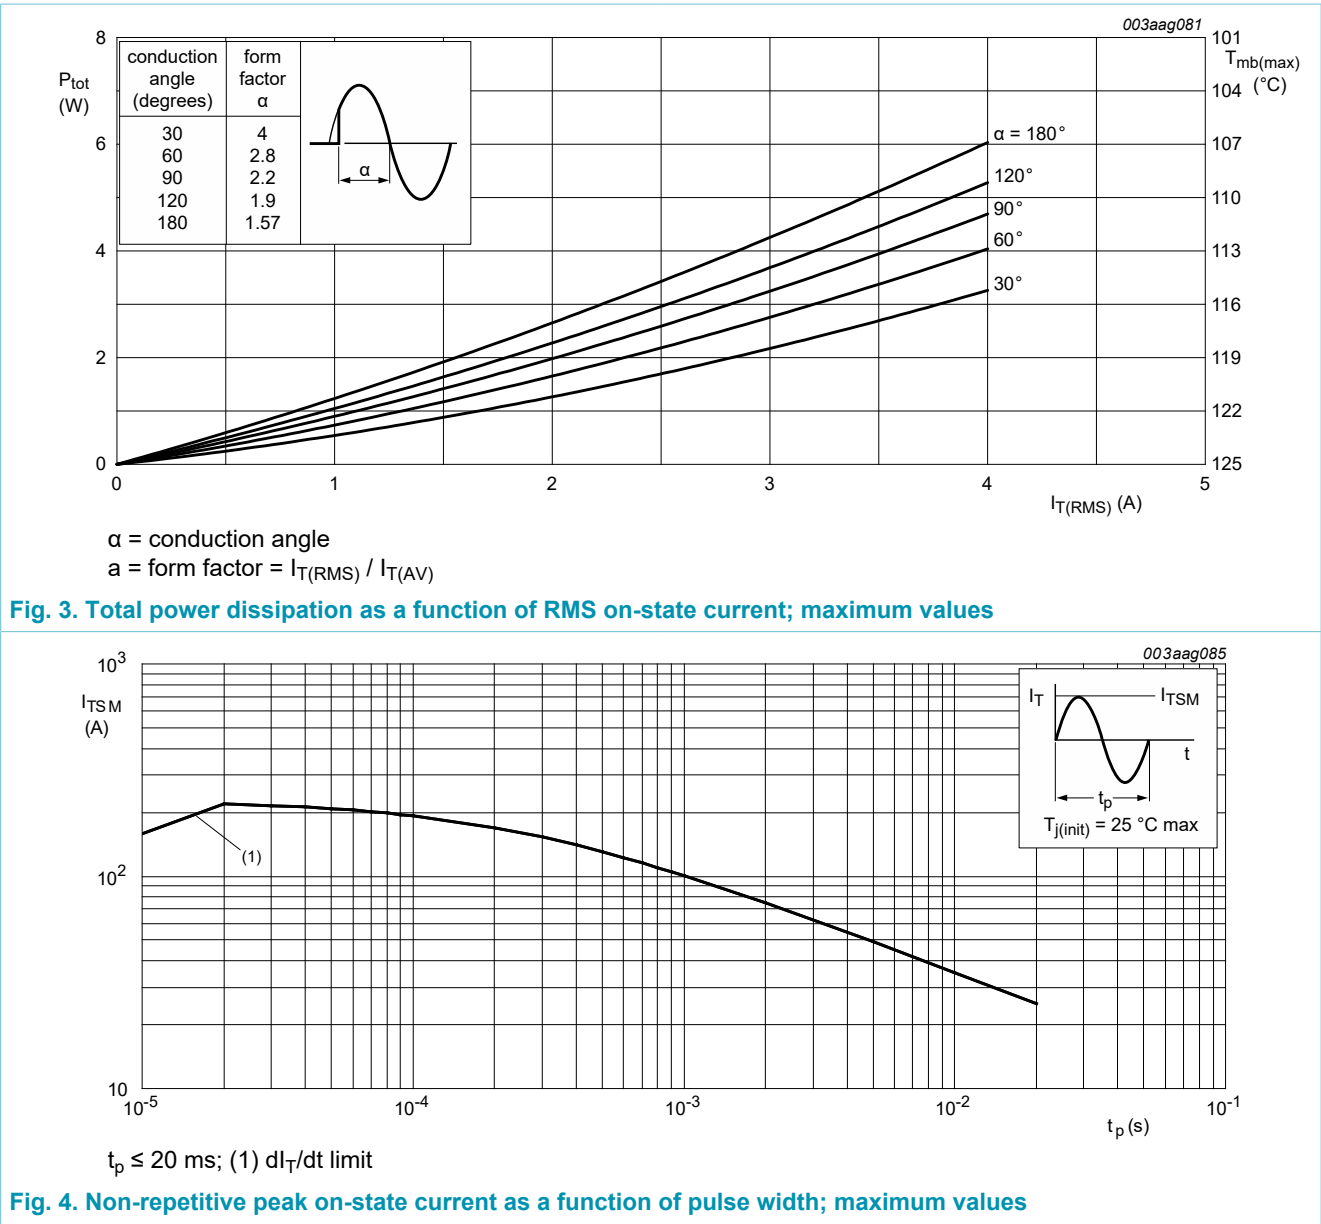 003aag081
8
101
Ptot
(W)
Tmb(max)
(°C)
conduction angle (degrees)
form factor α
30 4
60 2.8
90 2.2
120 1.9
180 1.57
α
104
6
107
110
4
113
116
2
119
122
0
125
α = 180°
120°
90°
60°
30°
0 1 2 3 4 5
IT(RMS) (A)
α = conduction angle
a = form factor = IT(RMS) / IT(AV)
Fig. 3. Total power dissipation as a function of RMS on-state current; maximum values
003aag085
10³
ITSM
(A)
IT
ITSM
t
tp
Tj(init) = 25 °C max
(1)
10²
10
10-5 10-4 10-3 10-2 10-1
tp (s)
tp ≤ 20 ms; (1) dIT/dt limit
Fig. 4. Non-repetitive peak on-state current as a function of pulse width; maximum values